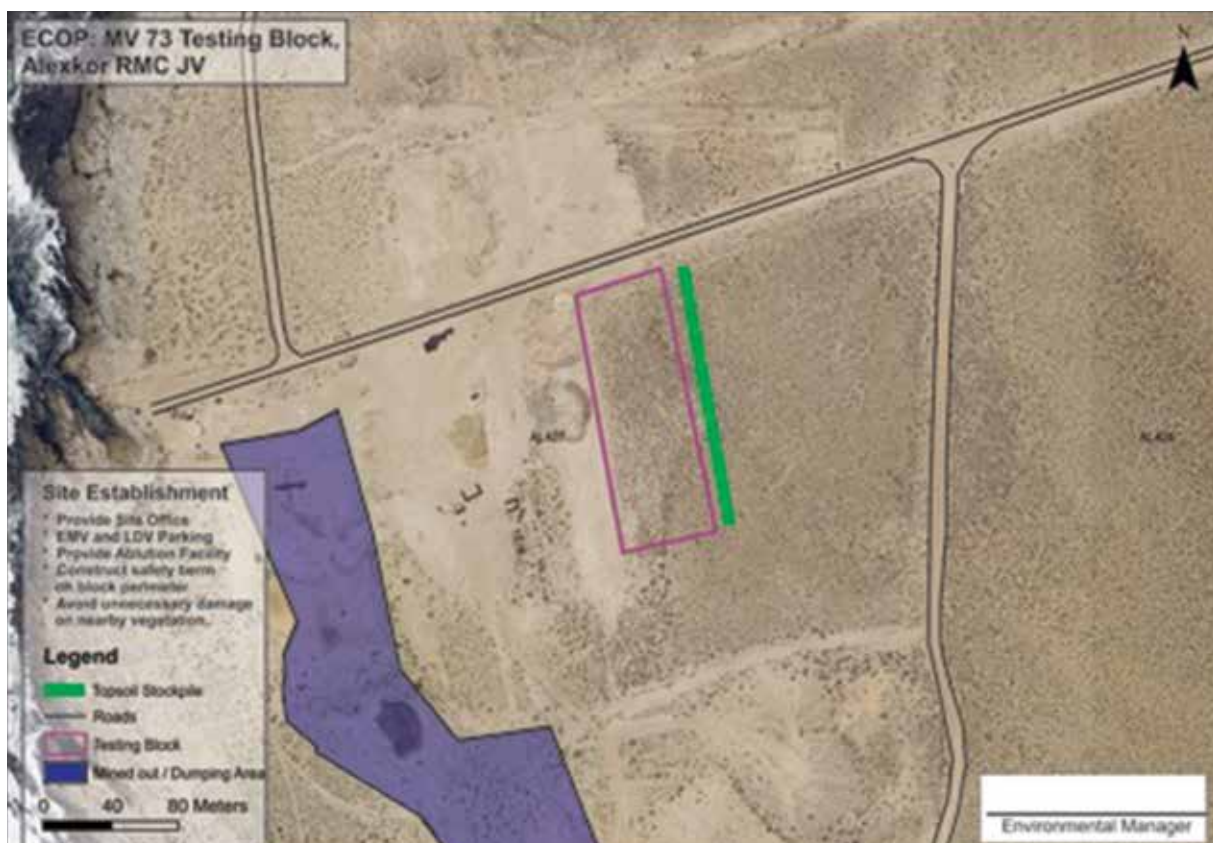 ECOP: MV 73 Testing Block,
Alexkor RMC JV
N
Site Establishment
* Provide Site Office
* EMV and LDV Parking
* Provide Ablution Facility
* Construct safety berm
on block perimeter
* Avoid unnecessary damage
on nearby vegetation.
Legend
Topsoil Stockpile
Roads
Testing Block
Mined out / Dumping Area
0 40 80 Meters
Environmental Manager